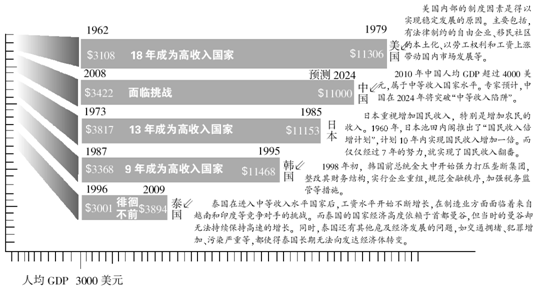 1962
1979
$3108 18年成为高收入国家 $11306
美国
美国内部的制度因素是得以
实现稳定发展的原因。主要包括,
有法律制约的自由企业、移民社区
的本土化、以劳工权利和工资上涨
带动国内市场发展等。
2008
预测2024
$3422 面临挑战 $11000
中国
2010年中国人均GDP超过4000美
元,属于中等收入国家水平。专家预计,中
国在2024年将突破“中等收入陷阱”。
1973
1985
$3817 13年成为高收入国家 $11153
日本
日本重视增加国民收入,特别是增加农民的
收入。1960年,日本池田内阁推出了“国民收入倍
增计划”,计划10年内实现国民收入增加一倍。而
仅仅经过7年的努力,就实现了国民收入翻番。
1987
1995
$3368 9年成为高收入国家 $11468
韩国
1998年初,韩国前总统金大中开始强力打压垄断集团,
整改其财务结构,实行企业重组,规范金融秩序,加强税务监
管等措施。
1996
2009
$3001 徘徊不前 $3894
泰国
泰国在进入中等收入水平国家后,工资水平开始不断增长,在制造业方面面临着来自
越南和印度等竞争对手的挑战。而泰国的国家经济高度依赖于首都曼谷,但当时的曼谷却
无法持续保持高速的增长。同时,泰国还有其他危及经济发展的问题,如交通拥堵、犯罪增
加、污染严重等,都使得泰国长期无法向发达经济体转变。
人均GDP 3000美元